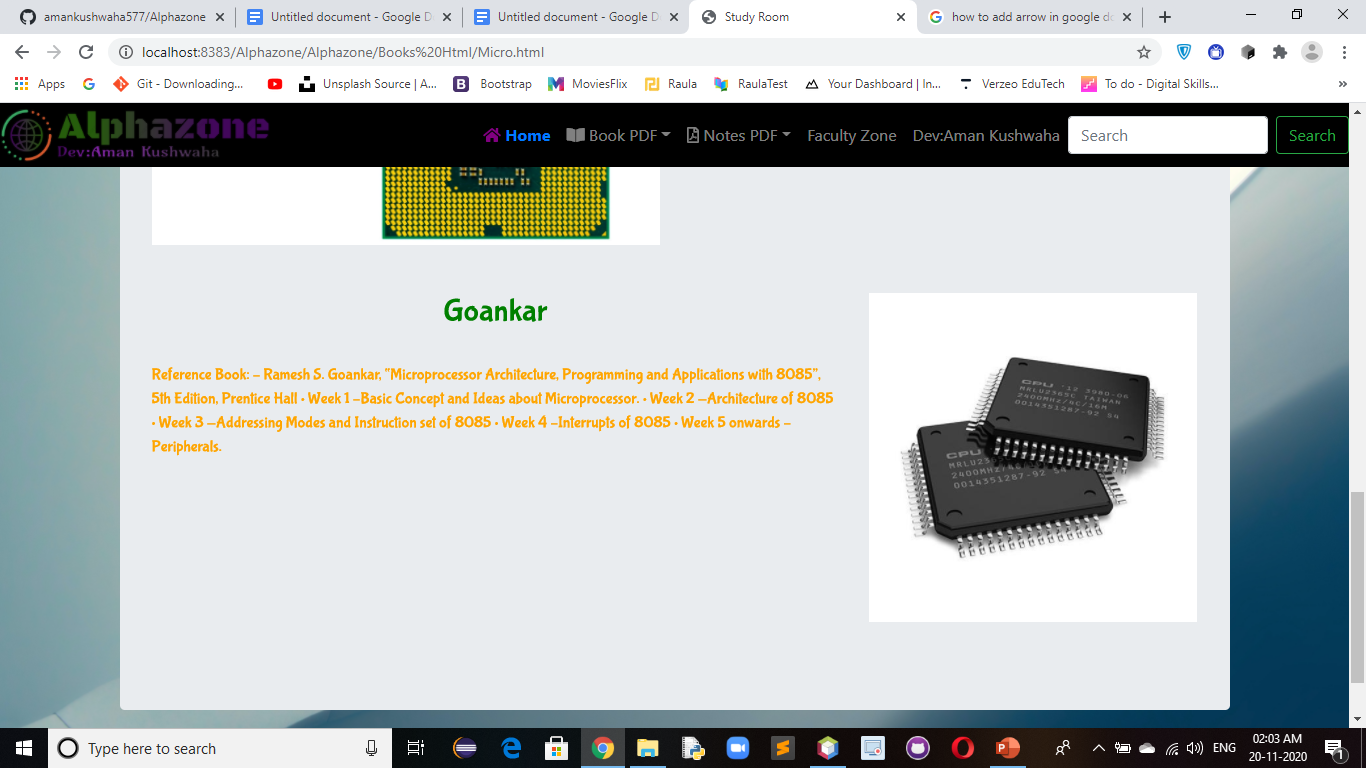 amankushwaha577/Alphazone
Untitled document - Google D
Untitled document - Google D
Study Room
how to add arrow in google do
localhost:8383/Alphazone/Alphazone/Books%20Html/Micro.html
Apps
Git - Downloading...
Unsplash Source | A...
Bootstrap
MoviesFlix
Raula
RaulaTest
Your Dashboard | In...
Verzeo EduTech
To do - Digital Skills...
Alphazone
Dev:Aman Kushwaha
Home
Book PDF
Notes PDF
Faculty Zone
Dev:Aman Kushwaha
Search
Search
Goankar
Reference Book: - Ramesh S. Goankar, "Microprocessor Architecture, Programming and Applications with 8085",
5th Edition, Prentice Hall • Week 1 -Basic Concept and Ideas about Microprocessor. • Week 2 -Architecture of 8085
• Week 3 -Addressing Modes and Instruction set of 8085 • Week 4 -Interrupts of 8085 • Week 5 onwards -
Peripherals.
CPU
2400MHz/4C/16M
CPU
Type here to search
ENG
02:03 AM
20-11-2020
1